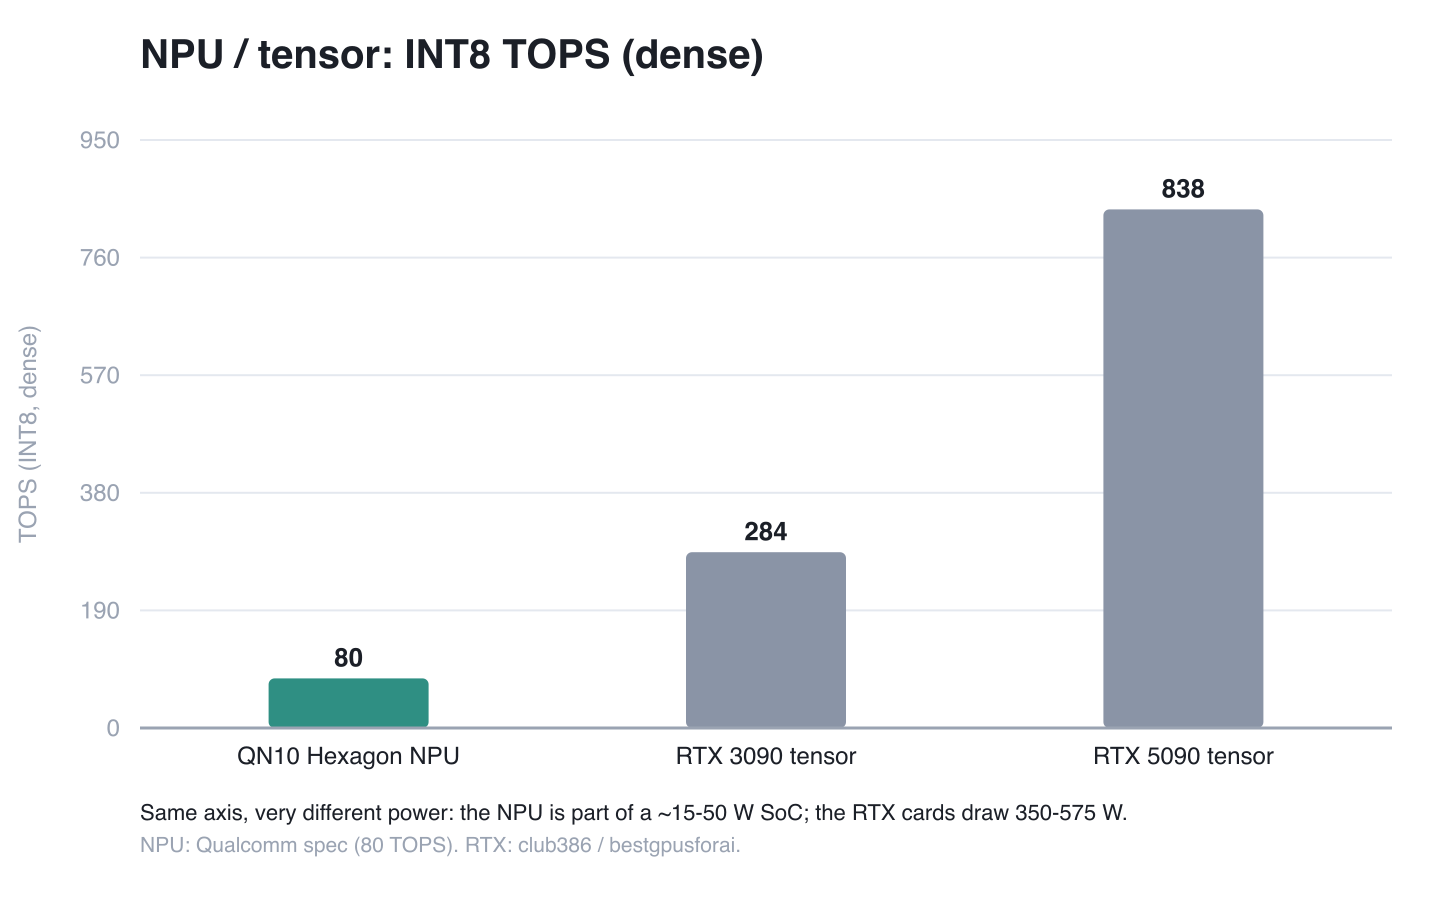 NPU / tensor: INT8 TOPS (dense)
TOPS (INT8, dense)
950
760
570
380
190
0
838
284
80
QN10 Hexagon NPU
RTX 3090 tensor
RTX 5090 tensor
Same axis, very different power: the NPU is part of a ~15-50 W SoC; the RTX cards draw 350-575 W.
NPU: Qualcomm spec (80 TOPS). RTX: club386 / bestgpusforai.